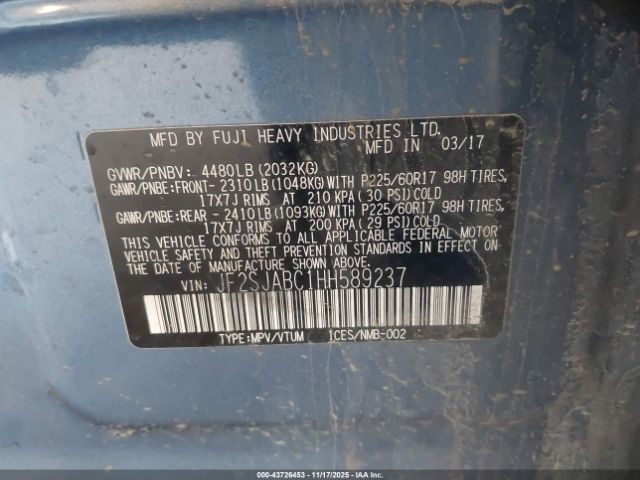 MFD BY FUJI HEAVY INDUSTRIES LTD.
MFD IN 03/17
GVWR/PNBV: 4480LB (2032KG)
GAWR/PNBE:FRONT- 2310LB (1048KG) WITH P225/60R17 98H TIRES,
17X7J RIMS AT 210 KPA (30 PSI) COLD
GAWR/PNBE:REAR - 2410LB (1093KG) WITH P225/60R17 98H TIRES,
17X7J RIMS AT 200 KPA (29 PSI) COLD
THIS VEHICLE CONFORMS TO ALL APPLICABLE FEDERAL MOTOR
VEHICLE SAFETY AND THEFT PREVENTION STANDARDS IN EFFECT ON
THE DATE OF MANUFACTURE SHOWN ABOVE.
VIN: JF2SJABC1HH589237
TYPE:MPV/VTUM ICES/NMB-002
000-43726453 - 11/17/2025 - IAA Inc.